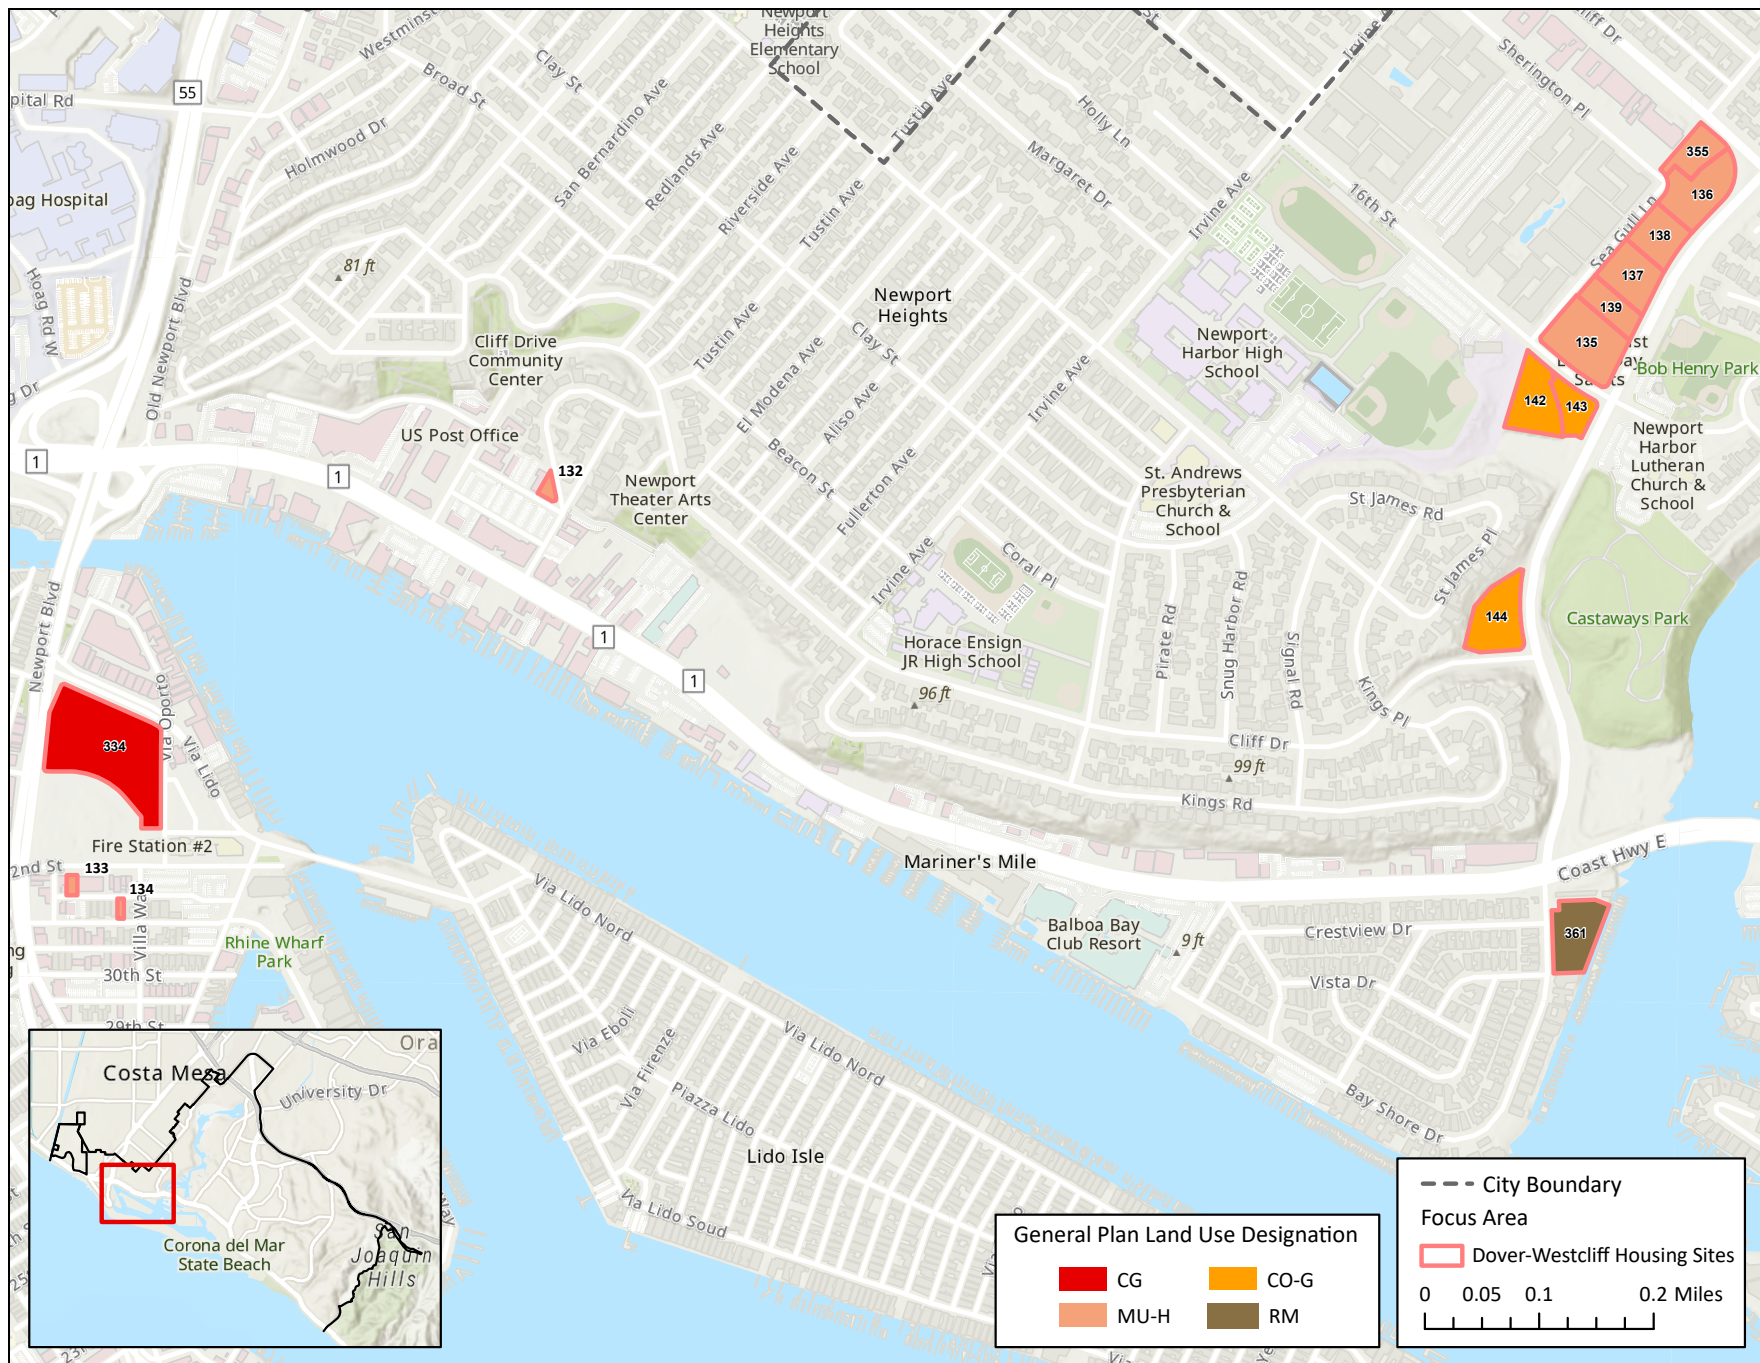 Newport
Heights
Elementary
School
Westminst
Clay St
Broad St
55
pital Rd
Holmwood Dr
San Bernardino Ave
Redlands Ave
Riverside Ave
Tustin Ave
Tustin Ave
Holly Ln
Margaret Dr
Irvine Ave
St
Irvine A
Cliff Dr
Sherington Pl
16th St
355
136
Sea Gull Ln
138
137
139
135
oag Hospital
Hoag Rd W
g Dr
81 ft
Old Newport Blvd
Cliff Drive
Community
Center
Tustin Ave
Newport
Heights
Clay St
El Modena Ave
Aliso Ave
Beacon St
Fullerton Ave
Irvine Ave
Irvine Ave
Newport
Harbor High
School
Bob Henry Park
142
143
Newport
Harbor
Lutheran
Church &
School
US Post Office
1
1
132
Newport
Theater Arts
Center
St. Andrews
Presbyterian
Church &
School
St James Rd
St James Pl
Coral Pl
Pirate Rd
Snug Harbor Rd
Signal Rd
Kings Pl
144
Castaways Park
Newport Blvd
1
1
Horace Ensign
JR High School
96 ft
Cliff Dr
99 ft
Kings Rd
334
Via Oporto
Via Lido
Fire Station #2
2nd St
133
134
Villa Wa
Rhine Wharf
Park
30th St
29th St
ng
Mariner's Mile
Coast Hwy E
Balboa Bay
Club Resort
9 ft
Crestview Dr
Vista Dr
361
Bay Shore Dr
Via Lido Nord
Via Eboli
Via Firenze
Via Lido Nord
Piazza Lido
Lido Isle
Via Lido Soud
Way
Costa Mesa
Ora
University Dr
San
Joaquin
Hills
Corona del Mar
State Beach
General Plan Land Use Designation
CG
CO-G
MU-H
RM
City Boundary
Focus Area
Dover-Westcliff Housing Sites
0 0.05 0.1 0.2 Miles